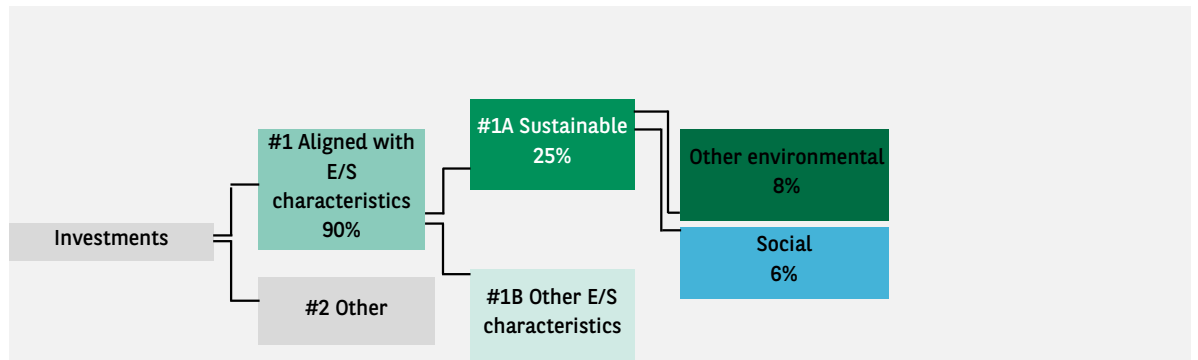 Investments
#1 Aligned with
E/S
characteristics
90%
#2 Other
#1A Sustainable
25%
#1B Other E/S
characteristics
Other environmental
8%
Social
6%